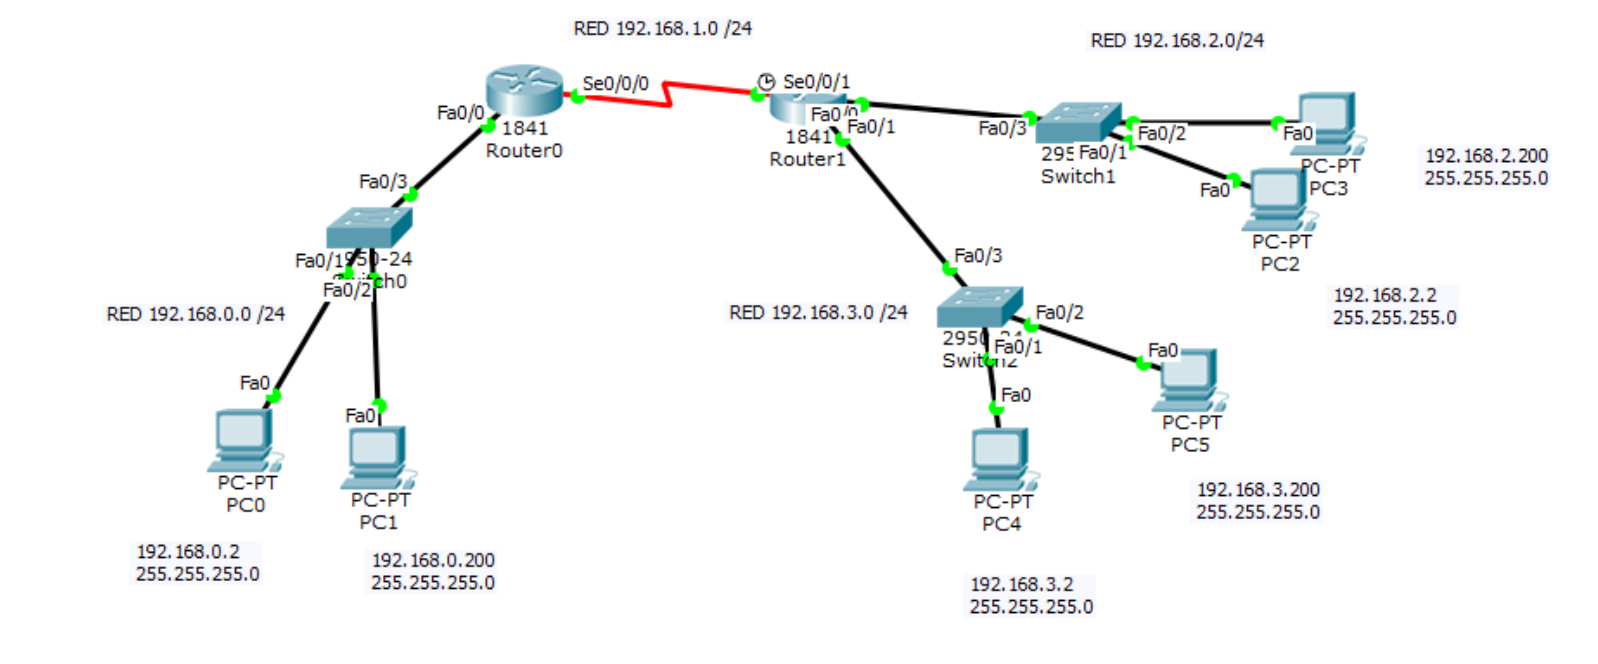 RED 192.168.1.0 /24
RED 192.168.2.0/24
Se0/0/0
Se0/0/1
Fa0/0
1841
Router0
Fa0/0
Fa0/1
1841
Router1
Fa0/3
Fa0/2
Fa0/1
Switch1
Fa0
PC-PT
PC3
192.168.2.200
255.255.255.0
Fa0
PC-PT
PC2
192.168.2.2
255.255.255.0
Fa0/3
Fa0/1
Fa0/2
RED 192.168.0.0 /24
Fa0
PC-PT
PC0
192.168.0.2
255.255.255.0
Fa0
PC-PT
PC1
192.168.0.200
255.255.255.0
RED 192.168.3.0 /24
Fa0/3
Fa0/2
Fa0/1
Fa0
PC-PT
PC5
192.168.3.200
255.255.255.0
Fa0
PC-PT
PC4
192.168.3.2
255.255.255.0